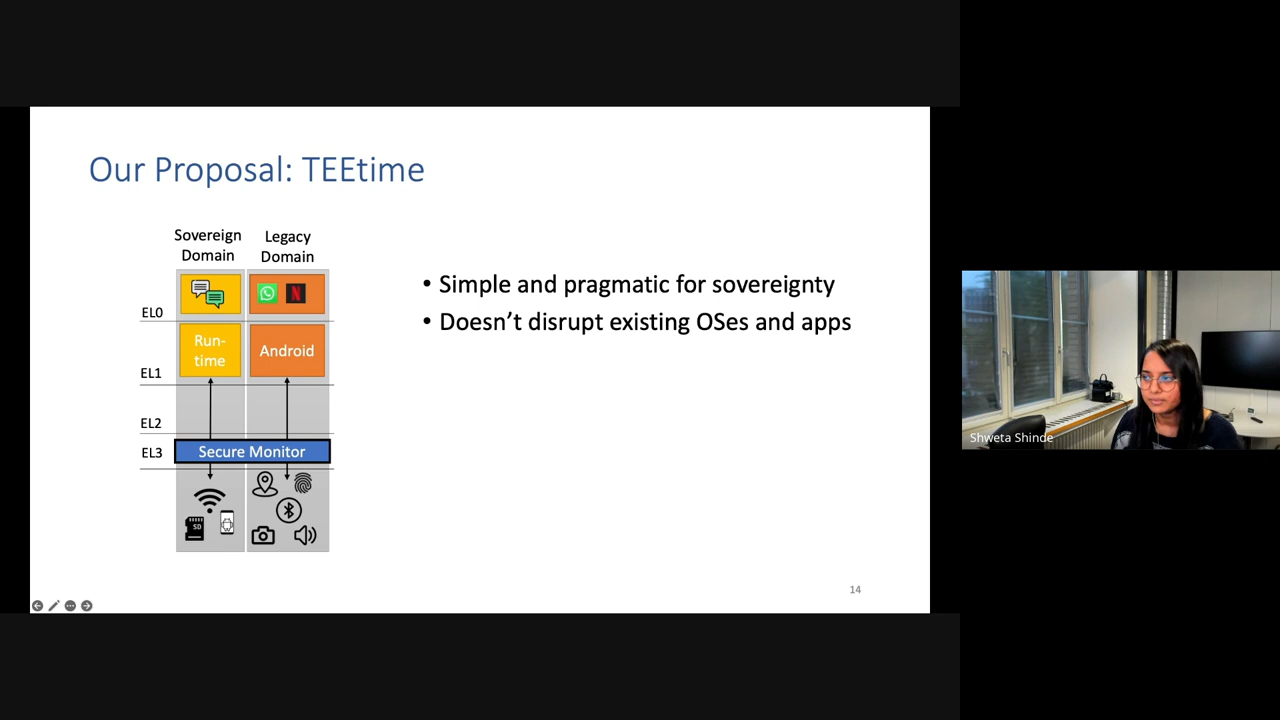 Our Proposal: TEEtime
Sovereign
Domain
Legacy
Domain
EL0
Run-
time
Android
EL1
EL2
EL3
Secure Monitor
SD
• Simple and pragmatic for sovereignty
• Doesn’t disrupt existing OSes and apps
14
Shweta Shinde